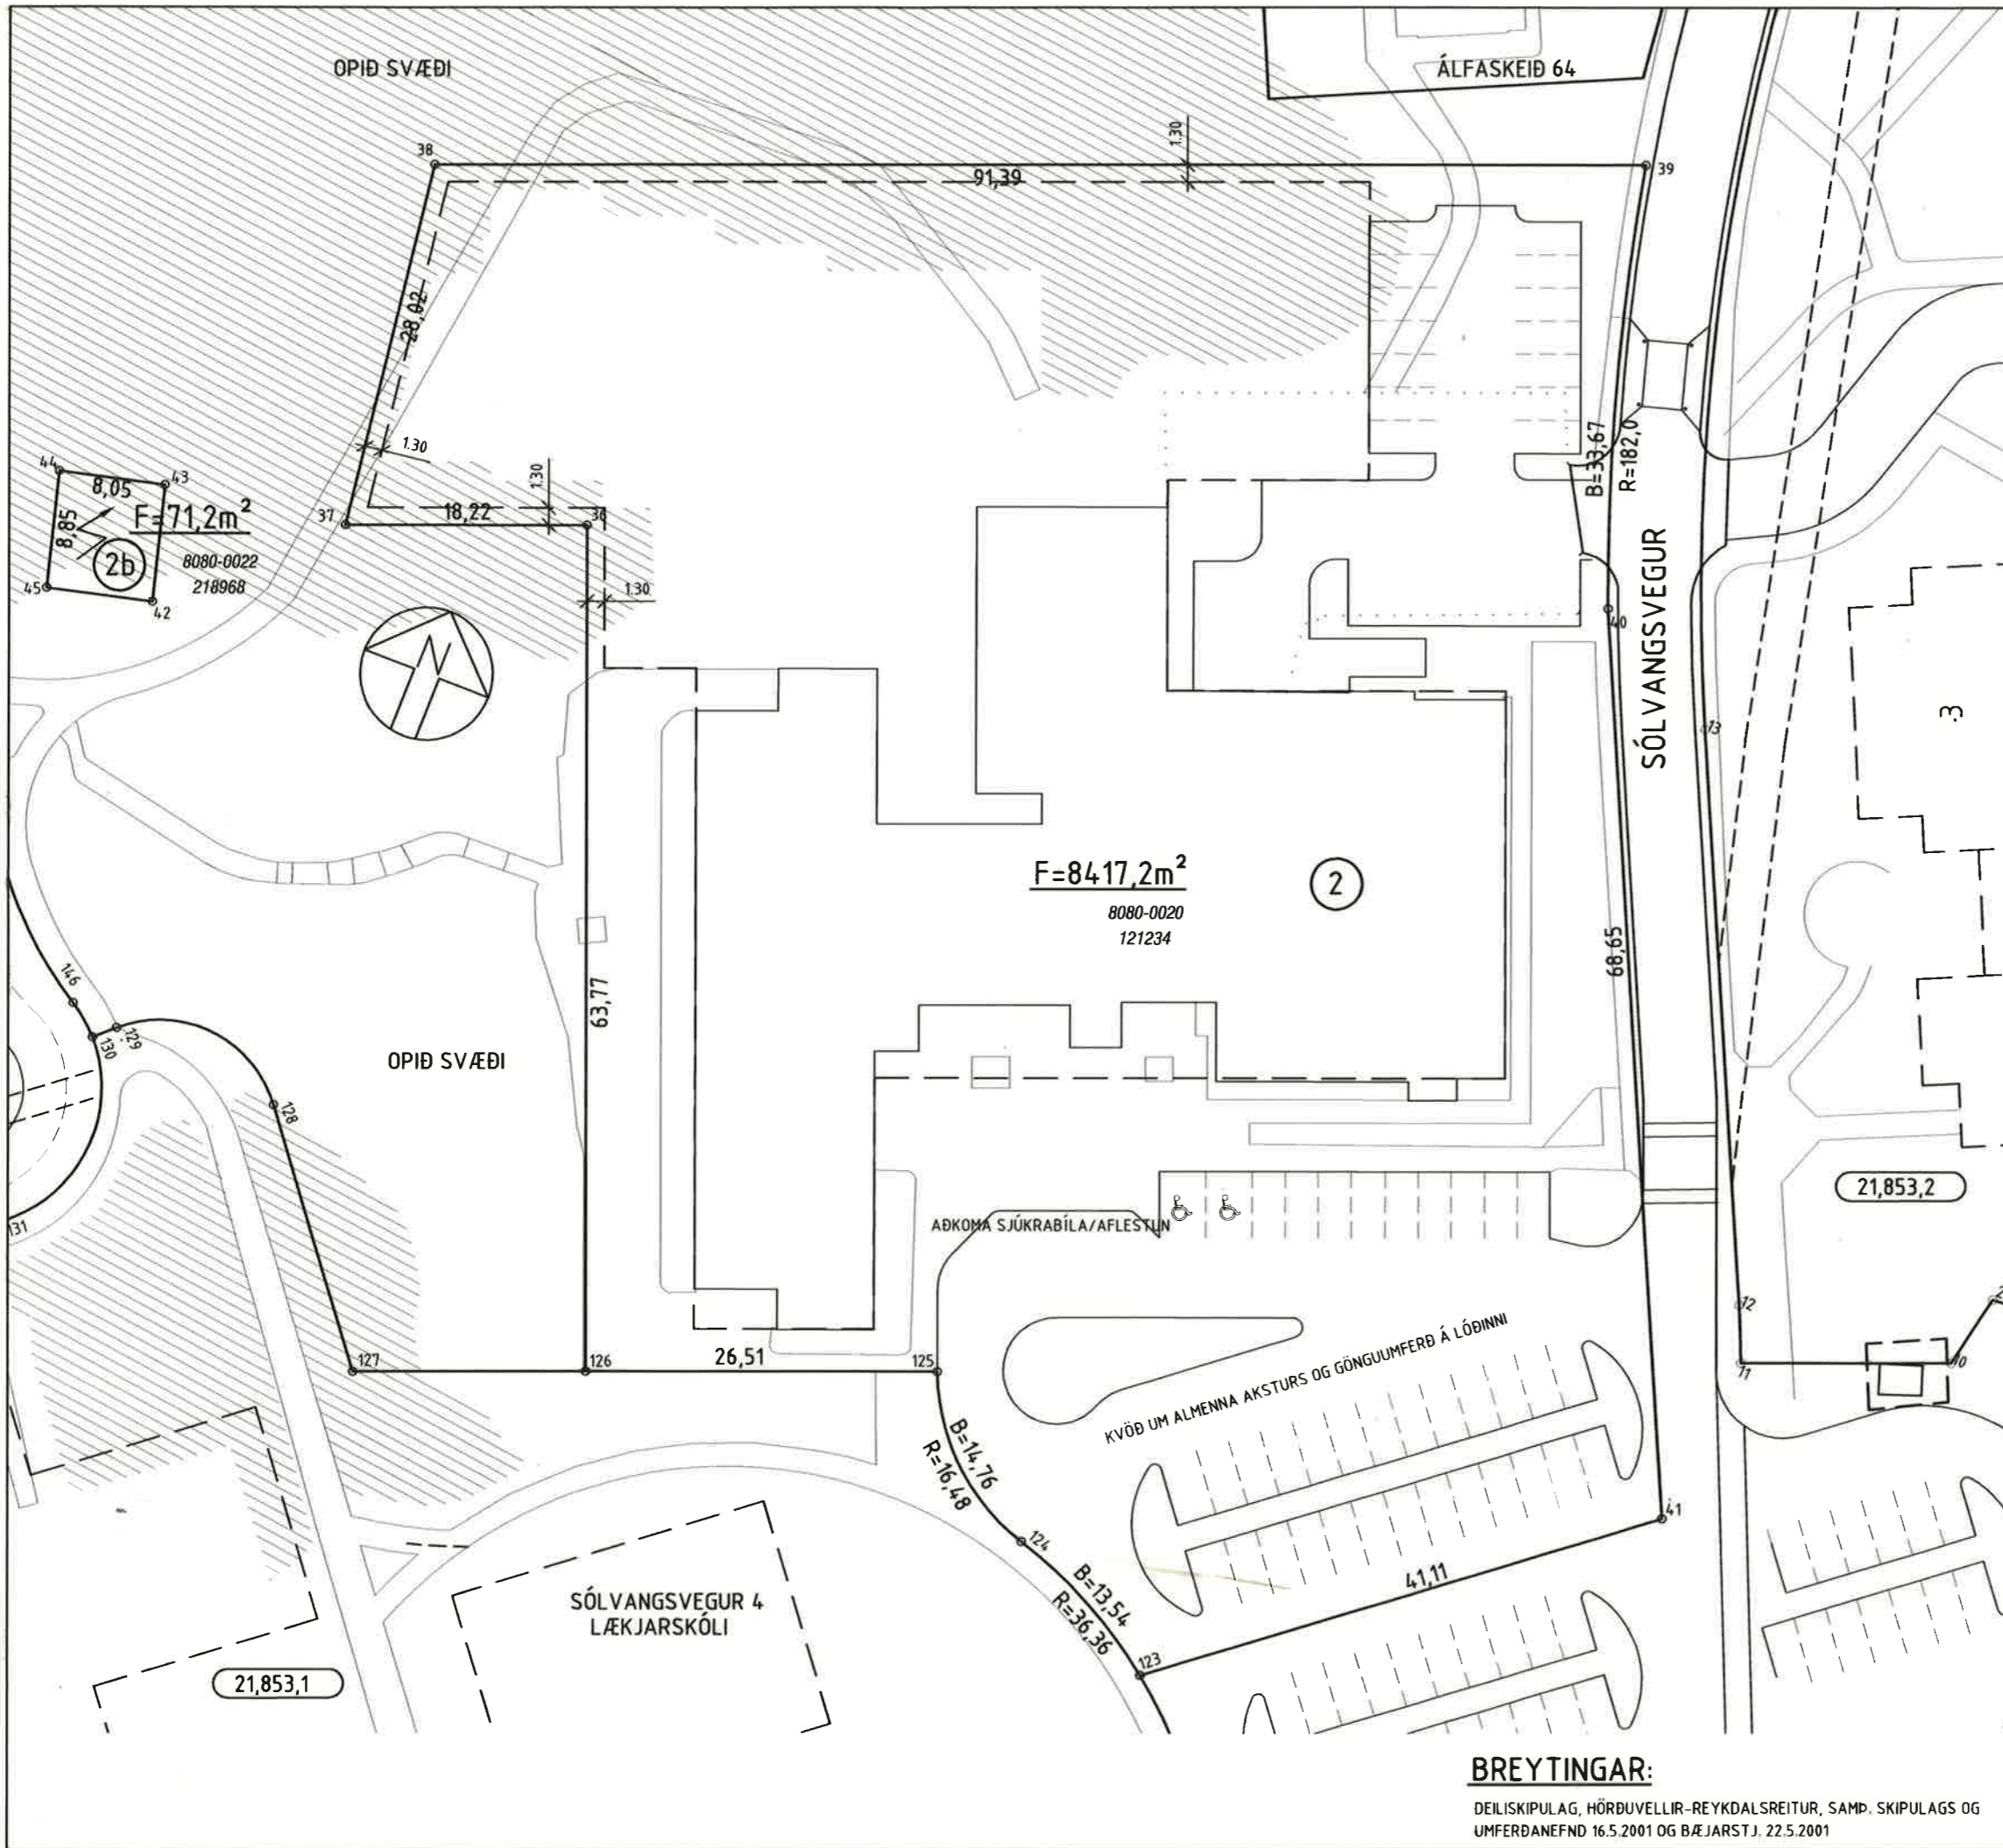 OPIÐ SVÆÐI
ÁLFASKEIÐ 64
38
39
1.30
91,39
28,02
1.30
1.30
37
18,22
36
1.30
44
43
8,05
8,85
F=71,2m²
2b
8080-0022
218968
45
42
B=33,67
R=182,0
40
SÓLVANGSVEGUR
13
3
F=8417,2m²
2
8080-0020
121234
68,65
63,77
146
129
130
128
131
OPIÐ SVÆÐI
21,853,2
AÐKOMA SJÚKRABÍLA/AFLESTUN
12
11
10
127
126
26,51
125
KVÖÐ UM ALMENNA AKSTURS OG GÖNGUUMFERÐ Á LÓÐINNI
B=14,76
R=16,48
124
41
41,11
B=13,54
R=36,36
123
SÓLVANGSVEGUR 4
LÆKJARSKÓLI
21,853,1
BREYTINGAR:
DEILISKIPULAG, HÖRÐUVELLIR-REYKDALSREITUR, SAMÞ. SKIPULAGS OG
UMFERÐANEFND 16.5.2001 OG BÆJARSTJ. 22.5.2001